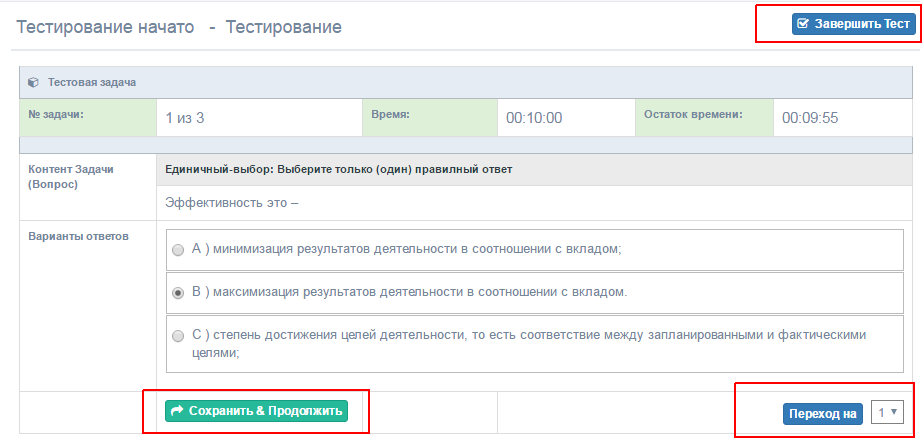 Тестирование начато - Тестирование
Завершить Тест
Тестовая задача
№ задачи: 1 из 3 Время: 00:10:00 Остаток времени: 00:09:55
Контент Задачи (Вопрос)
Единичный-выбор: Выберите только (один) правилный ответ
Эффективность это –
Варианты ответов
A ) минимизация результатов деятельности в соотношении с вкладом;
B ) максимизация результатов деятельности в соотношении с вкладом.
C ) степень достижения целей деятельности, то есть соответствие между запланированными и фактическими
целями;
Сохранить & Продолжить
Переход на 1